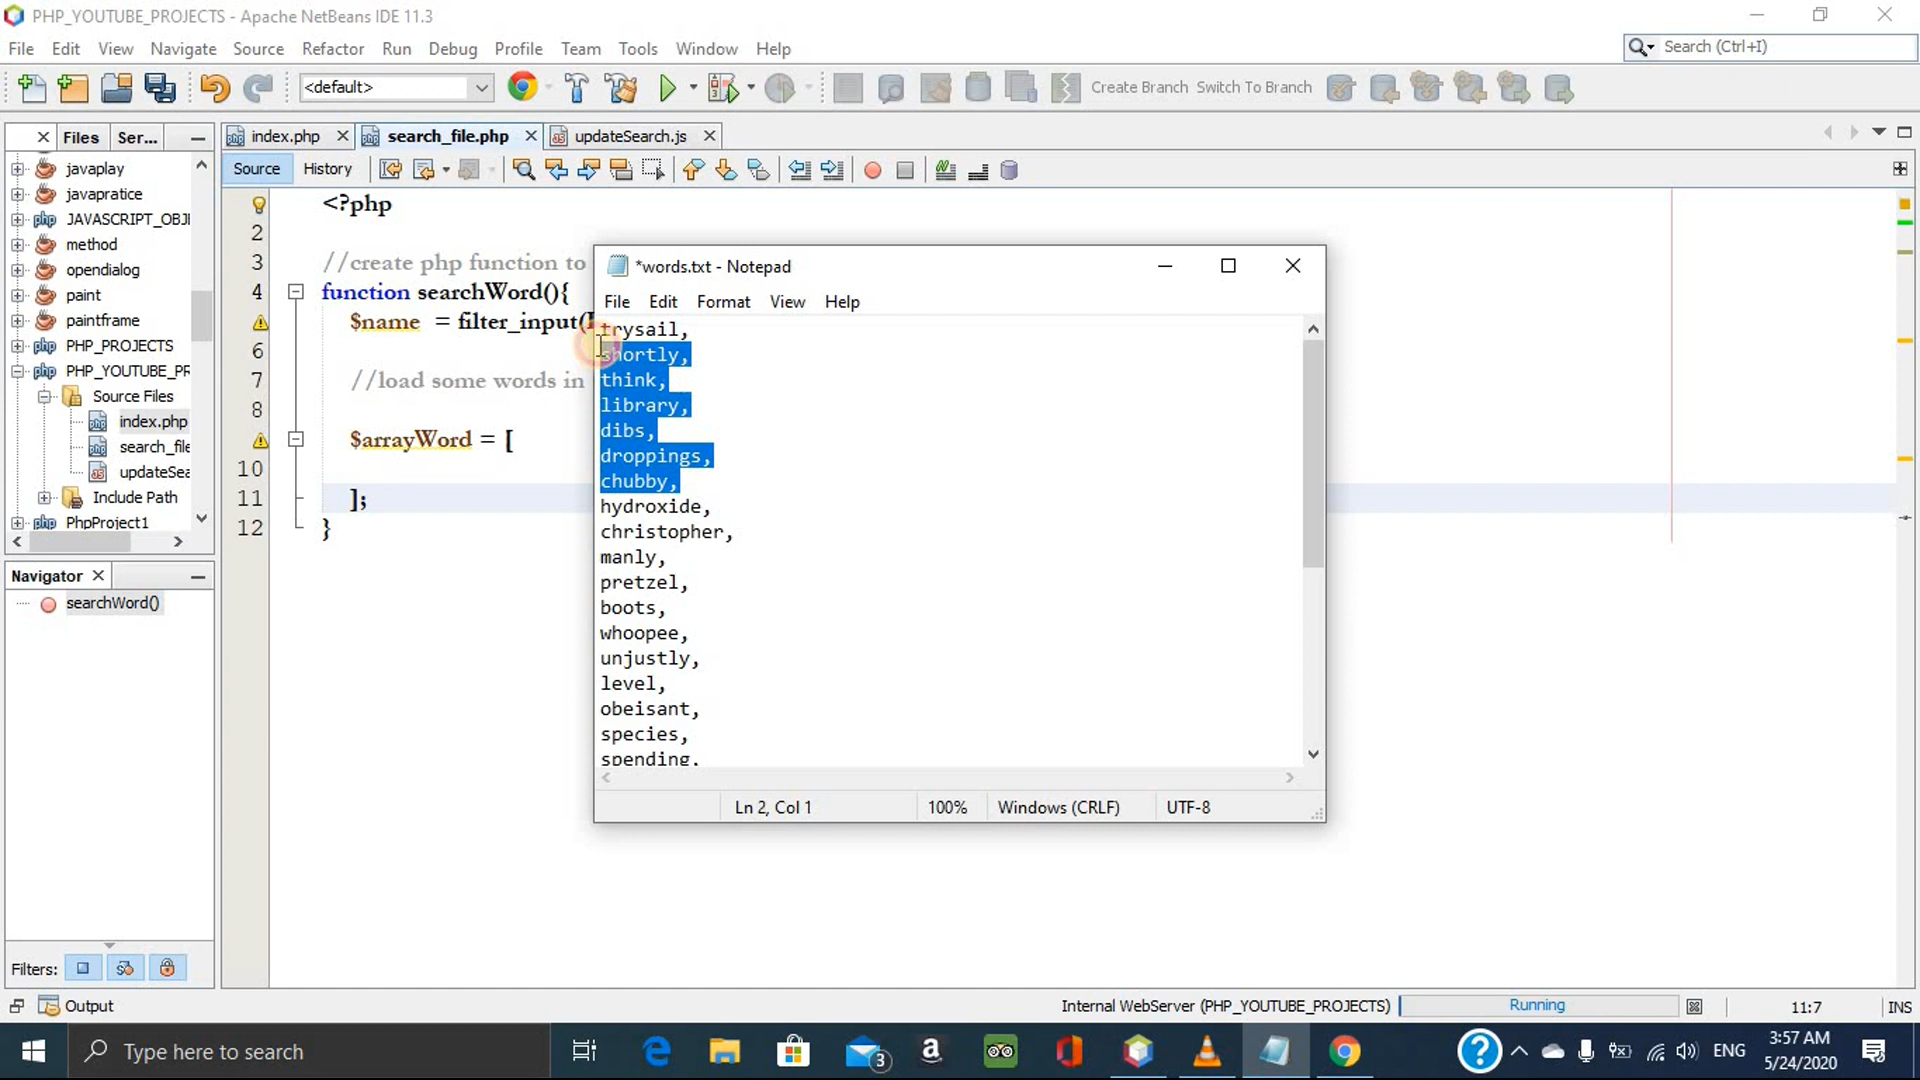 PHP_YOUTUBE_PROJECTS - Apache NetBeans IDE 11.3
File Edit View Navigate Source Refactor Run Debug Profile Team Tools Window Help
Search (Ctrl+I)
<default>
Create Branch Switch To Branch
Files Ser...
index.php search_file.php updateSearch.js
Source History
javaplay
javapratice
JAVASCRIPT_OBJ
method
opendialog
paint
paintframe
PHP_PROJECTS
PHP_YOUTUBE_PR
Source Files
index.php
search_file
updateSea
Include Path
PhpProject1
Navigator
searchWord()
Filters:
<?php
2
3 //create php function to
4 function searchWord(){
$name = filter_input(
6
7 //load some words in
8
$arrayWord = [
10
11 ];
12 }
*words.txt - Notepad
File Edit Format View Help
trysail,
shortly,
think,
library,
dibs,
droppings,
chubby,
hydroxide,
christopher,
manly,
pretzel,
boots,
whoopee,
unjustly,
level,
obeisant,
species,
spending,
Ln 2, Col 1 100% Windows (CRLF) UTF-8
Output
Internal WebServer (PHP_YOUTUBE_PROJECTS) Running 11:7 INS
Type here to search
3
ENG
3:57 AM
5/24/2020